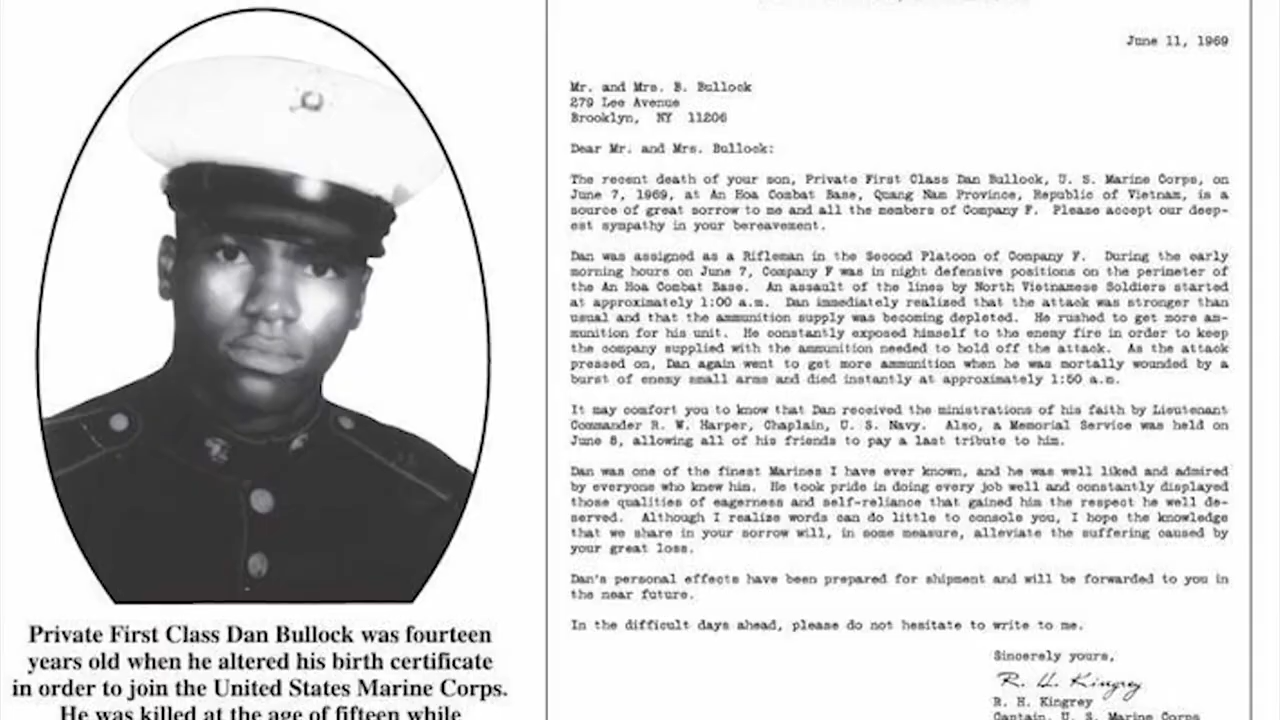 Private First Class Dan Bullock was fourteen
years old when he altered his birth certificate
in order to join the United States Marine Corps.
He was killed at the age of fifteen while
June 11, 1969
Mr. and Mrs. B. Bullock
279 Lee Avenue
Brooklyn, NY 11206
Dear Mr. and Mrs. Bullock:
The recent death of your son, Private First Class Dan Bullock, U. S. Marine Corps, on
June 7, 1969, at An Hoa Combat Base, Quang Nam Province, Republic of Vietnam, is a
source of great sorrow to me and all the members of Company F. Please accept our deep-
est sympathy in your bereavement.
Dan was assigned as a Rifleman in the Second Platoon of Company F. During the early
morning hours on June 7, Company F was in night defensive positions on the perimeter of
the An Hoa Combat Base. An assault of the lines by North Vietnamese Soldiers started
at approximately 1:00 a.m. Dan immediately realized that the attack was stronger than
usual and that the ammunition supply was becoming depleted. He rushed to get more am-
munition for his unit. He constantly exposed himself to the enemy fire in order to keep
the company supplied with the ammunition needed to hold off the attack. As the attack
pressed on, Dan again went to get more ammunition when he was mortally wounded by a
burst of enemy small arms and died instantly at approximately 1:50 a.m.
It may comfort you to know that Dan received the ministrations of his faith by Lieutenant
Commander R. W. Harper, Chaplain, U. S. Navy. Also, a Memorial Service was held on
June 8, allowing all of his friends to pay a last tribute to him.
Dan was one of the finest Marines I have ever known, and he was well liked and admired
by everyone who knew him. He took pride in doing every job well and constantly displayed
those qualities of eagerness and self-reliance that gained him the respect he well de-
served. Although I realize words can do little to console you, I hope the knowledge
that we share in your sorrow will, in some measure, alleviate the suffering caused by
your great loss.
Dan's personal effects have been prepared for shipment and will be forwarded to you in
the near future.
In the difficult days ahead, please do not hesitate to write to me.
Sincerely yours,
R. H. Kingrey
R. H. Kingrey
Captain, U. S. Marine Corps